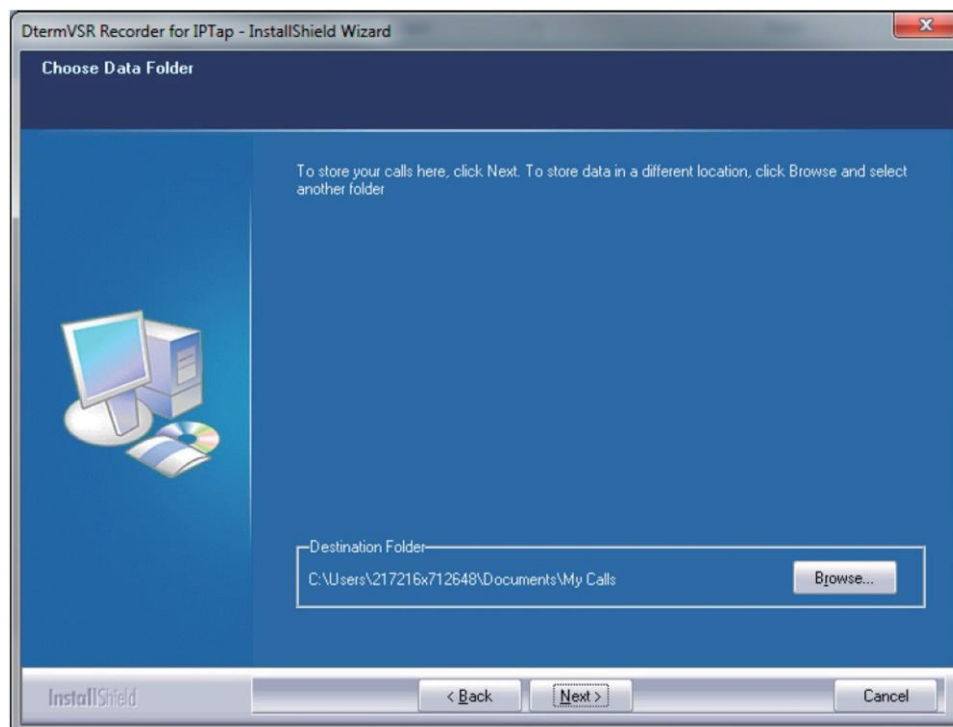 DtermVSR Recorder for IPTap - InstallShield Wizard
Choose Data Folder
To store your calls here, click Next. To store data in a different location, click Browse and select
another folder
Destination Folder
C:\Users\217216x712648\Documents\My Calls
Browse...
InstallShield
< Back
Next >
Cancel